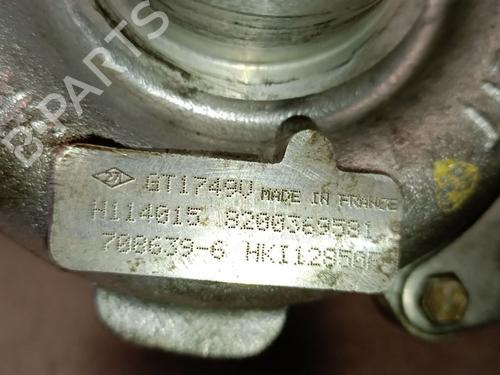 B-PARTS
GT1749V MADE IN FRANCE
H114015 8200369581
708639-6 HKI12850F